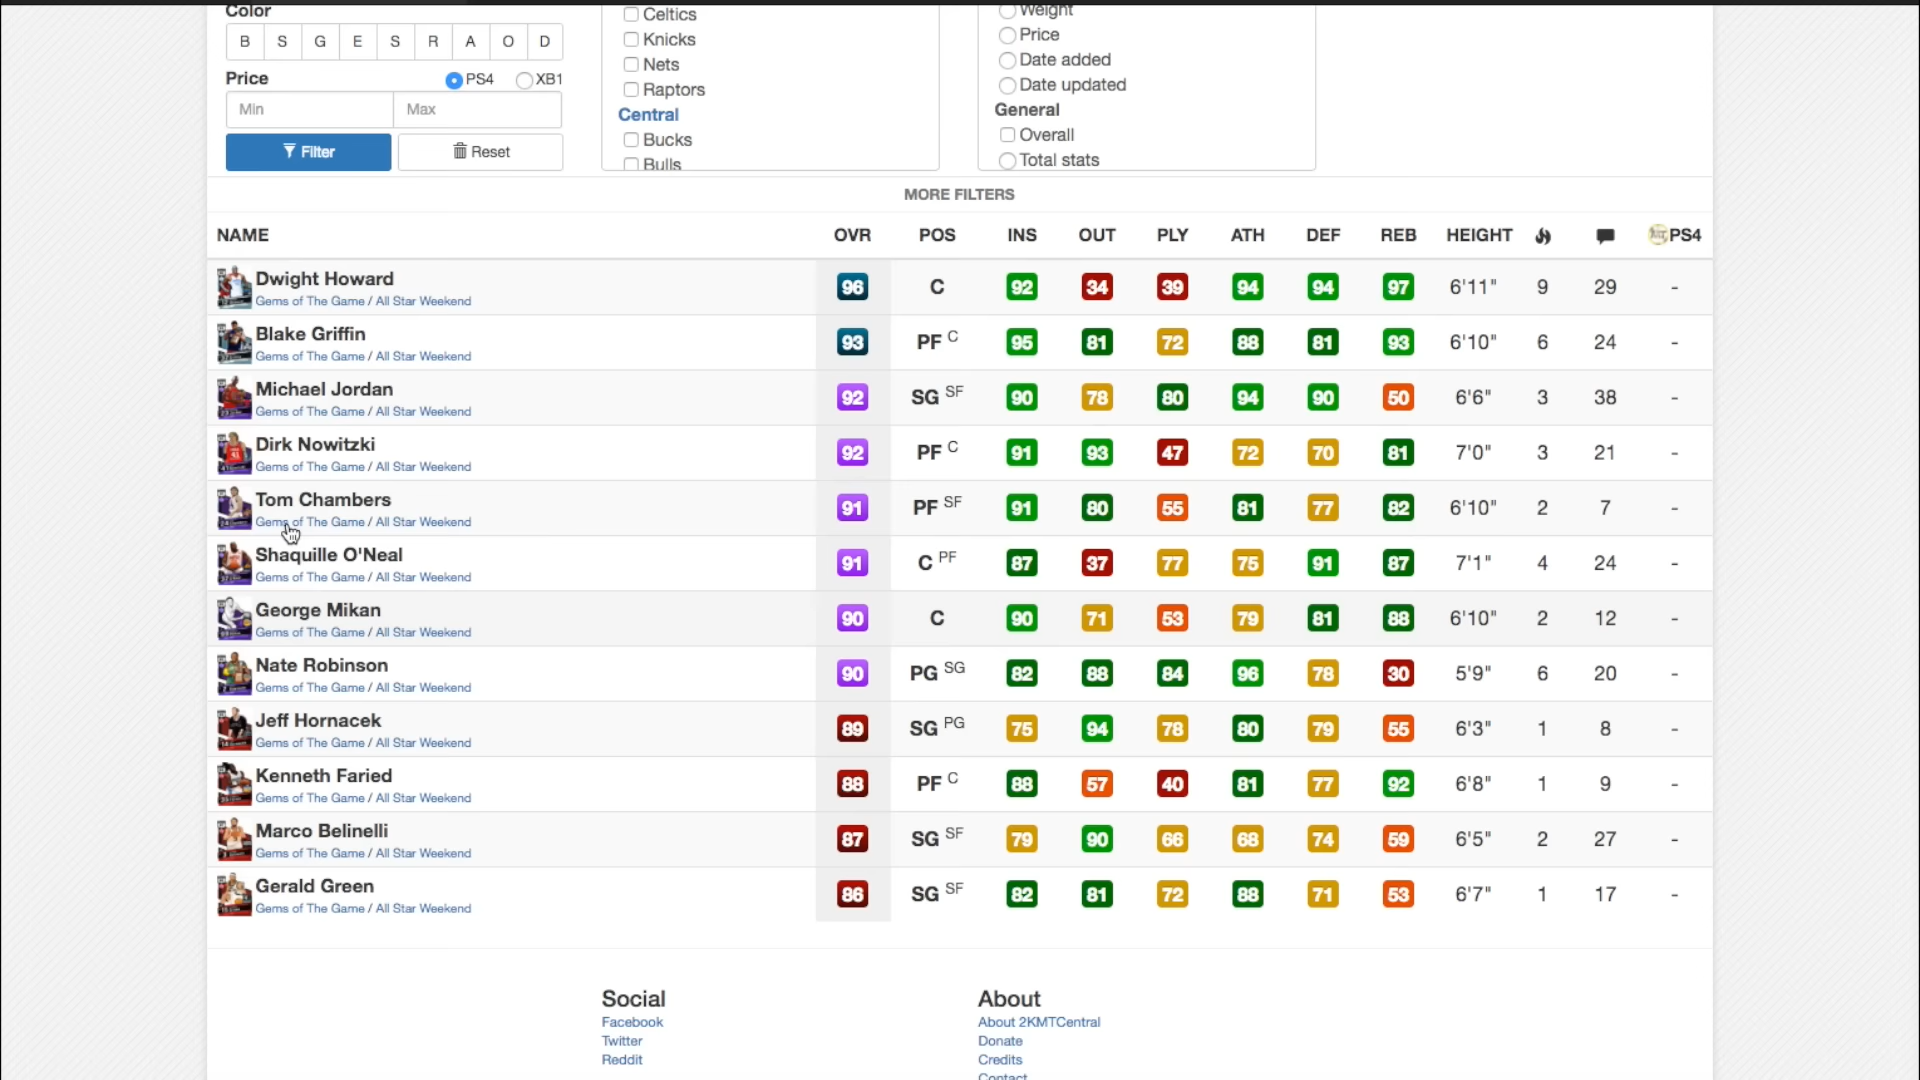 Color
B S G E S R A O D
Price
PS4 XB1
Min Max
Filter Reset
Celtics
Knicks
Nets
Raptors
Central
Bucks
Bulls
Weight
Price
Date added
Date updated
General
Overall
Total stats
MORE FILTERS
NAME OVR POS INS OUT PLY ATH DEF REB HEIGHT PS4
Dwight Howard
Gems of The Game / All Star Weekend
96 C 92 34 39 94 94 97 6'11" 9 29 -
Blake Griffin
Gems of The Game / All Star Weekend
93 PF C 95 81 72 88 81 93 6'10" 6 24 -
Michael Jordan
Gems of The Game / All Star Weekend
92 SG SF 90 78 80 94 90 50 6'6" 3 38 -
Dirk Nowitzki
Gems of The Game / All Star Weekend
92 PF C 91 93 47 72 70 81 7'0" 3 21 -
Tom Chambers
Gems of The Game / All Star Weekend
91 PF SF 91 80 55 81 77 82 6'10" 2 7 -
Shaquille O'Neal
Gems of The Game / All Star Weekend
91 C PF 87 37 77 75 91 87 7'1" 4 24 -
George Mikan
Gems of The Game / All Star Weekend
90 C 90 71 53 79 81 88 6'10" 2 12 -
Nate Robinson
Gems of The Game / All Star Weekend
90 PG SG 82 88 84 96 78 30 5'9" 6 20 -
Jeff Hornacek
Gems of The Game / All Star Weekend
89 SG PG 75 94 78 80 79 55 6'3" 1 8 -
Kenneth Faried
Gems of The Game / All Star Weekend
88 PF C 88 57 40 81 77 92 6'8" 1 9 -
Marco Belinelli
Gems of The Game / All Star Weekend
87 SG SF 79 90 66 68 74 59 6'5" 2 27 -
Gerald Green
Gems of The Game / All Star Weekend
86 SG SF 82 81 72 88 71 53 6'7" 1 17 -
Social
Facebook
Twitter
Reddit
About
About 2KMTCentral
Donate
Credits
Contact